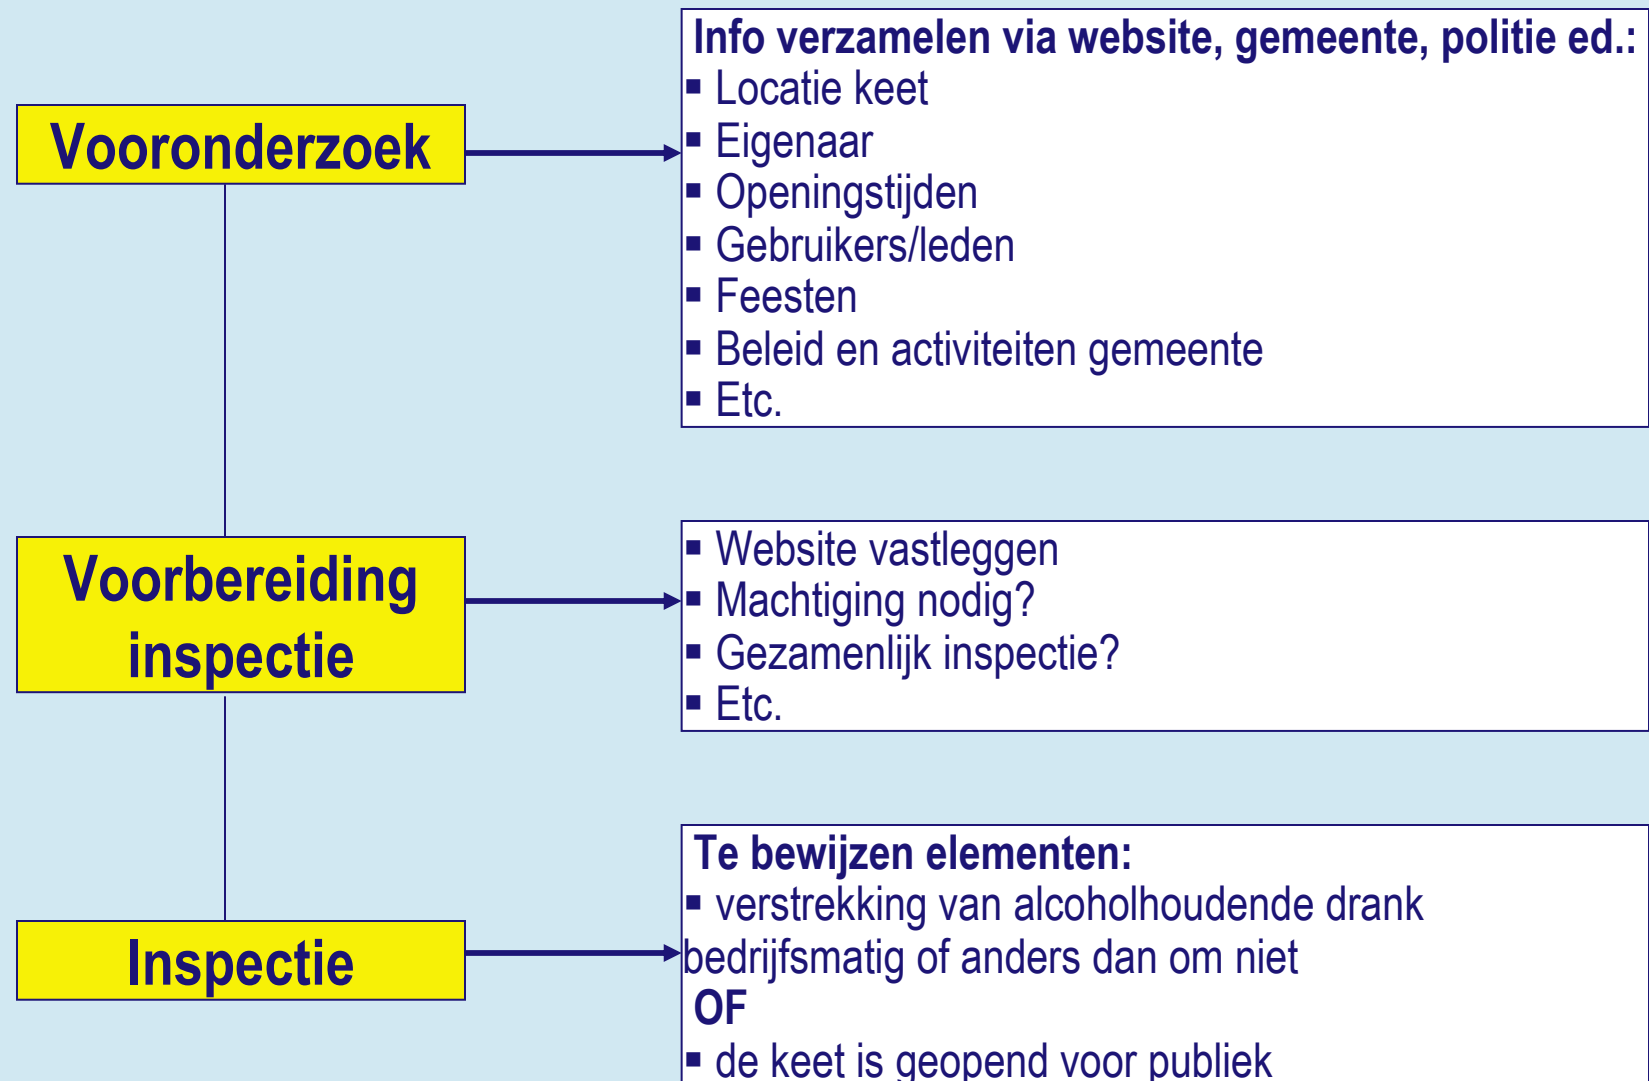 Vooronderzoek
Info verzamelen via website, gemeente, politie ed.:
▪ Locatie keet
▪ Eigenaar
▪ Openingstijden
▪ Gebruikers/leden
▪ Feesten
▪ Beleid en activiteiten gemeente
▪ Etc.
Voorbereiding
inspectie
▪ Website vastleggen
▪ Machtiging nodig?
▪ Gezamenlijk inspectie?
▪ Etc.
Inspectie
Te bewijzen elementen:
▪ verstrekking van alcoholhoudende drank
bedrijfsmatig of anders dan om niet
OF
▪ de keet is geopend voor publiek